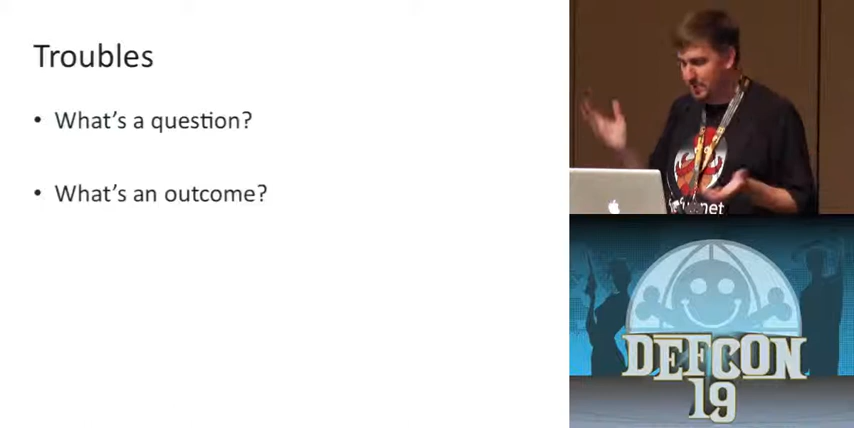 Troubles
• What's a question?
• What's an outcome?
DEFCON
19